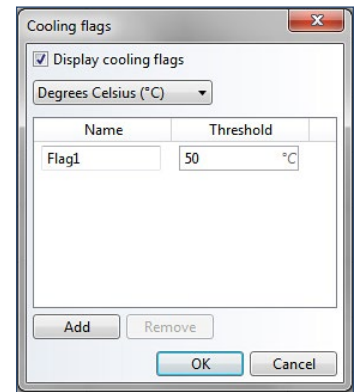 Cooling flags
Display cooling flags
Degrees Celsius (°C)
Name Threshold
Flag1 50 °C
Add Remove
OK Cancel